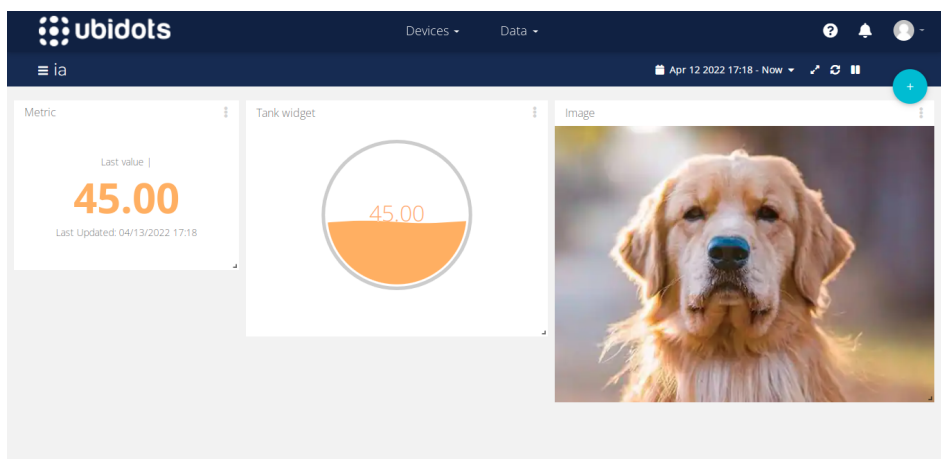 ubidots
Devices
Data
ia
Apr 12 2022 17:18 - Now
Metric
Last value |
45.00
Last Updated: 04/13/2022 17:18
Tank widget
45.00
Image